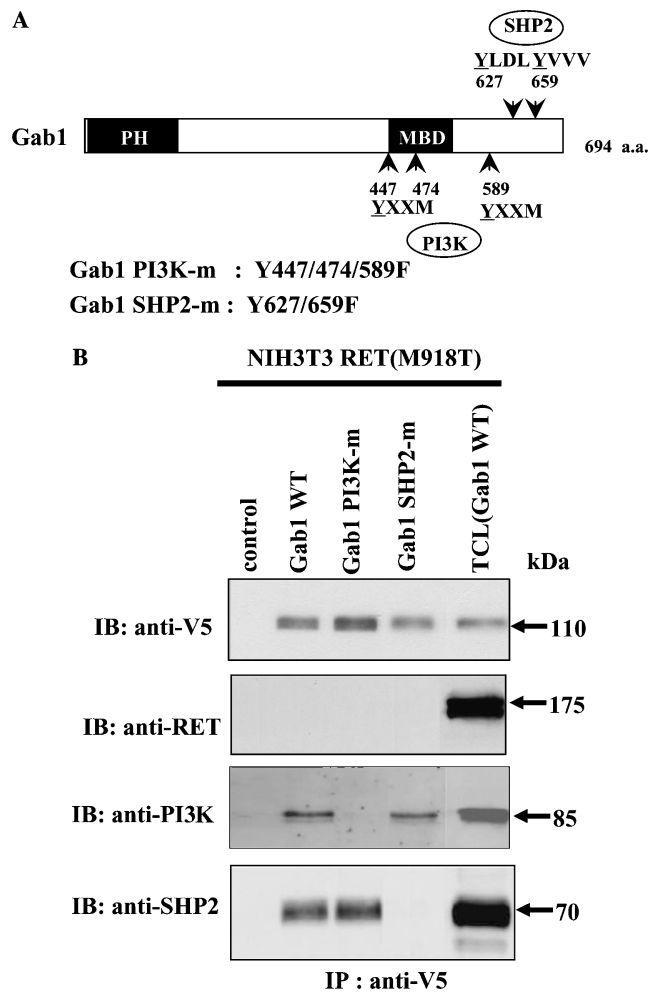 A
SHP2
YLDL YVVV
627 659
Gab1
PH
MBD
694 a.a.
447 474 589
YXXM YXXM
PI3K
Gab1 PI3K-m : Y447/474/589F
Gab1 SHP2-m : Y627/659F
B
NIH3T3 RET(M918T)
control
Gab1 WT
Gab1 PI3K-m
Gab1 SHP2-m
TCL(Gab1 WT)
kDa
IB: anti-V5
110
IB: anti-RET
175
IB: anti-PI3K
85
IB: anti-SHP2
70
IP : anti-V5